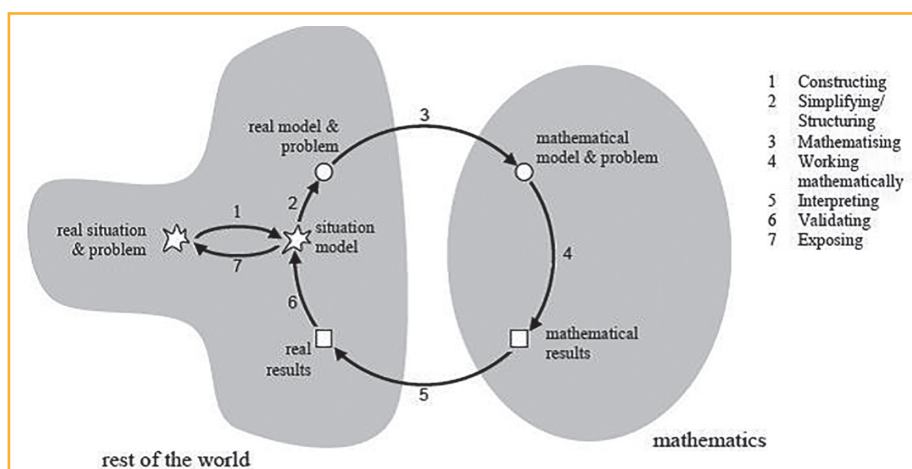 real model &
problem
3
mathematical
model & problem
1 Constructing
2 Simplifying/
Structuring
3 Mathematising
4 Working
mathematically
5 Interpreting
6 Validating
7 Exposing
real situation
& problem
1
2
situation
model
7
4
6
real
results
mathematical
results
5
rest of the world
mathematics